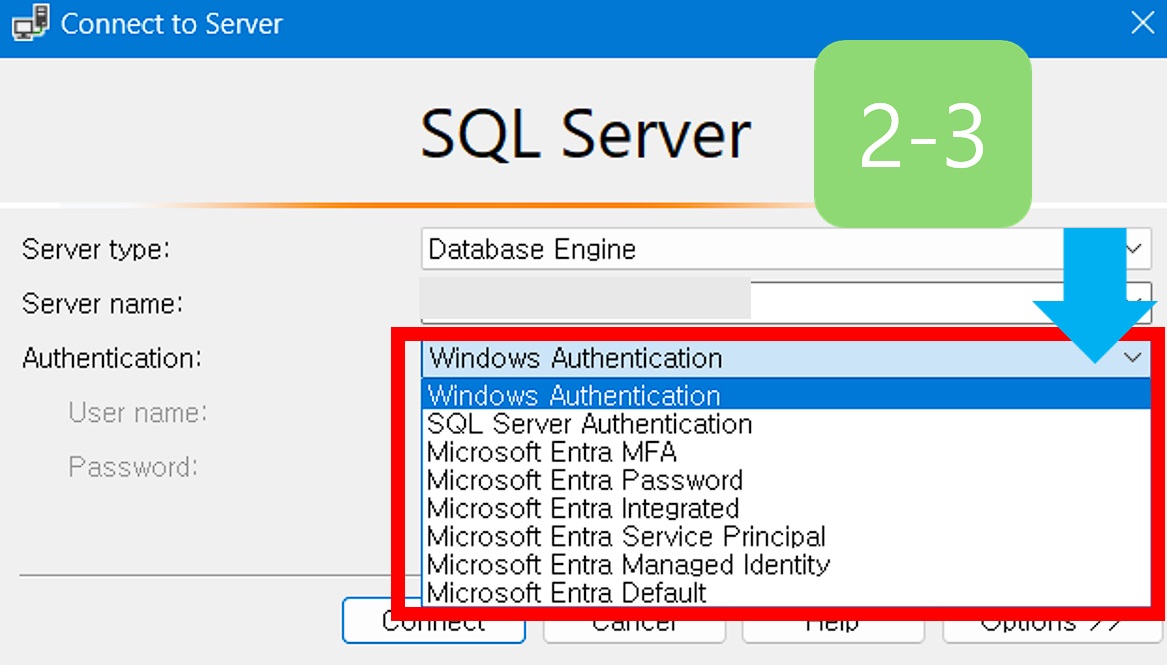 Connect to Server
SQL Server
2-3
Server type:
Database Engine
Server name:
Authentication:
Windows Authentication
Windows Authentication
SQL Server Authentication
Microsoft Entra MFA
Microsoft Entra Password
Microsoft Entra Integrated
Microsoft Entra Service Principal
Microsoft Entra Managed Identity
Microsoft Entra Default
User name:
Password:
Connect
Cancel
Help
Options >>